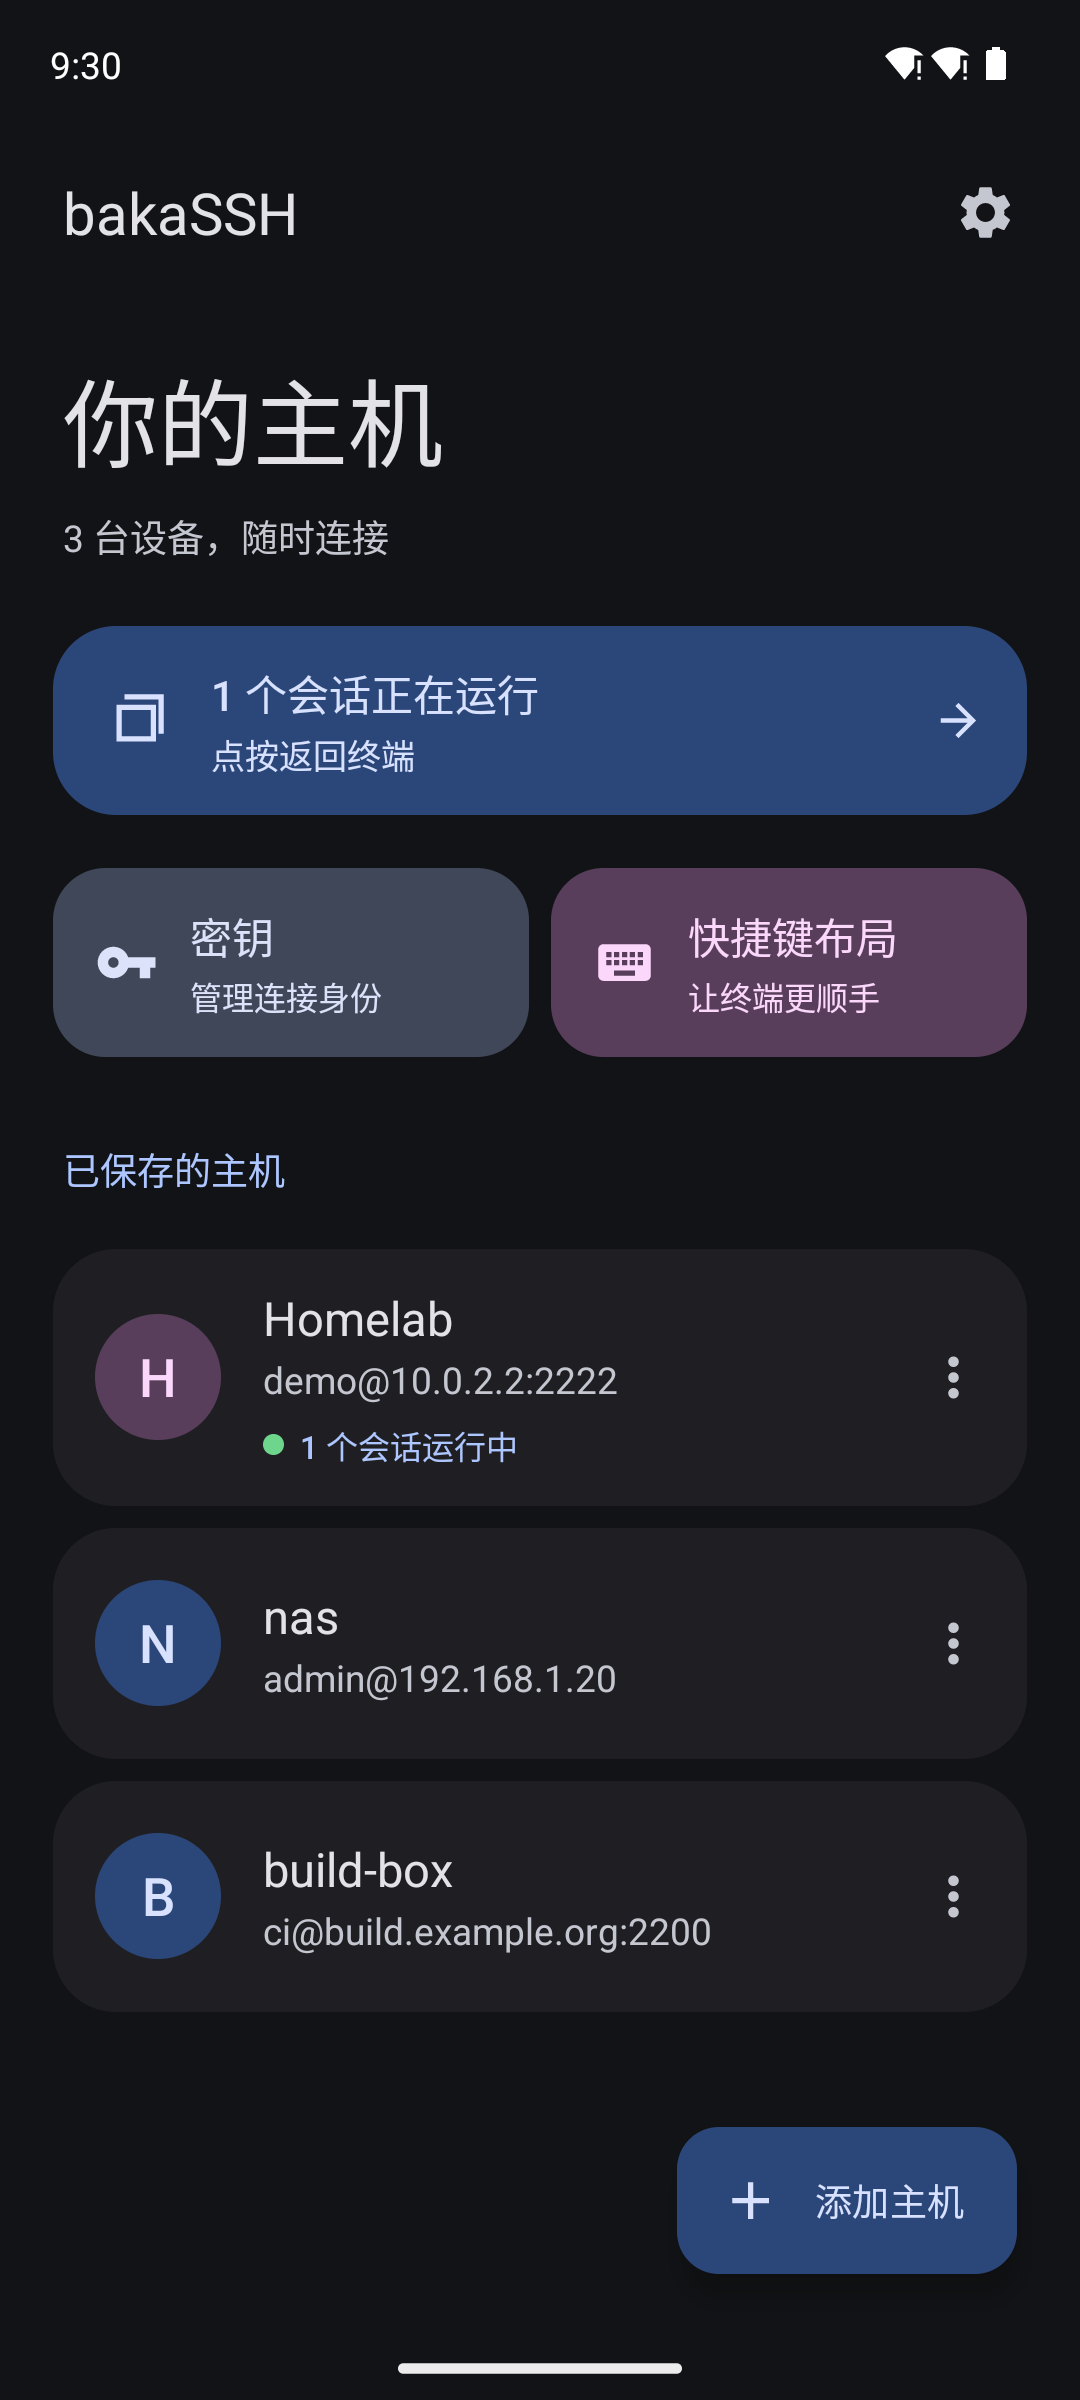 9:30
bakaSSH
你的主机
3 台设备，随时连接
1 个会话正在运行
点按返回终端
密钥
管理连接身份
快捷键布局
让终端更顺手
已保存的主机
H
Homelab
demo@10.0.2.2:2222
1 个会话运行中
N
nas
admin@192.168.1.20
B
build-box
ci@build.example.org:2200
添加主机